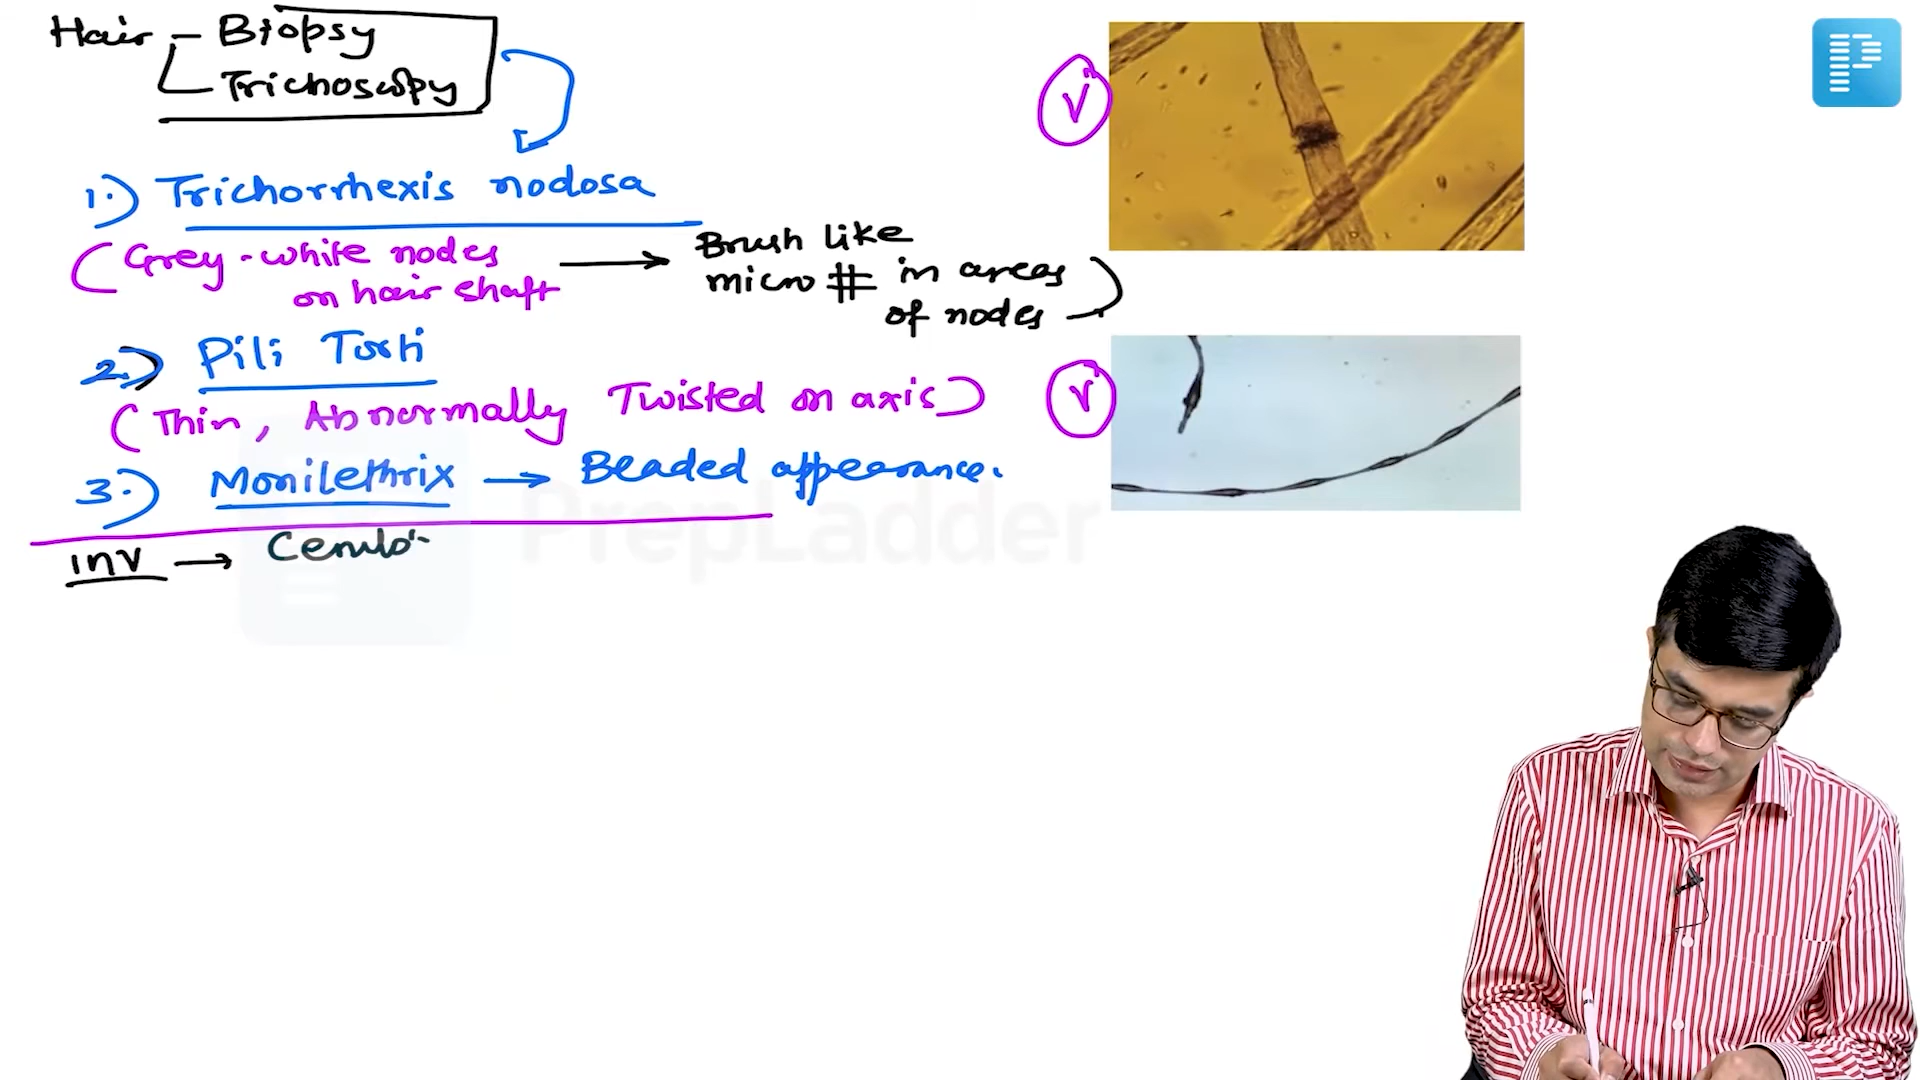 Hair - Biopsy
Trichoscopy
1.) Trichorrhexis nodosa
(Grey-white nodes
on hair shaft → Brush like
micro # in areas
of nodes)
2.) Pili Torti
(Thin, Abnormally Twisted on axis)
3.) Monilethrix → Beaded appearance.
Inv →
PrepLadder